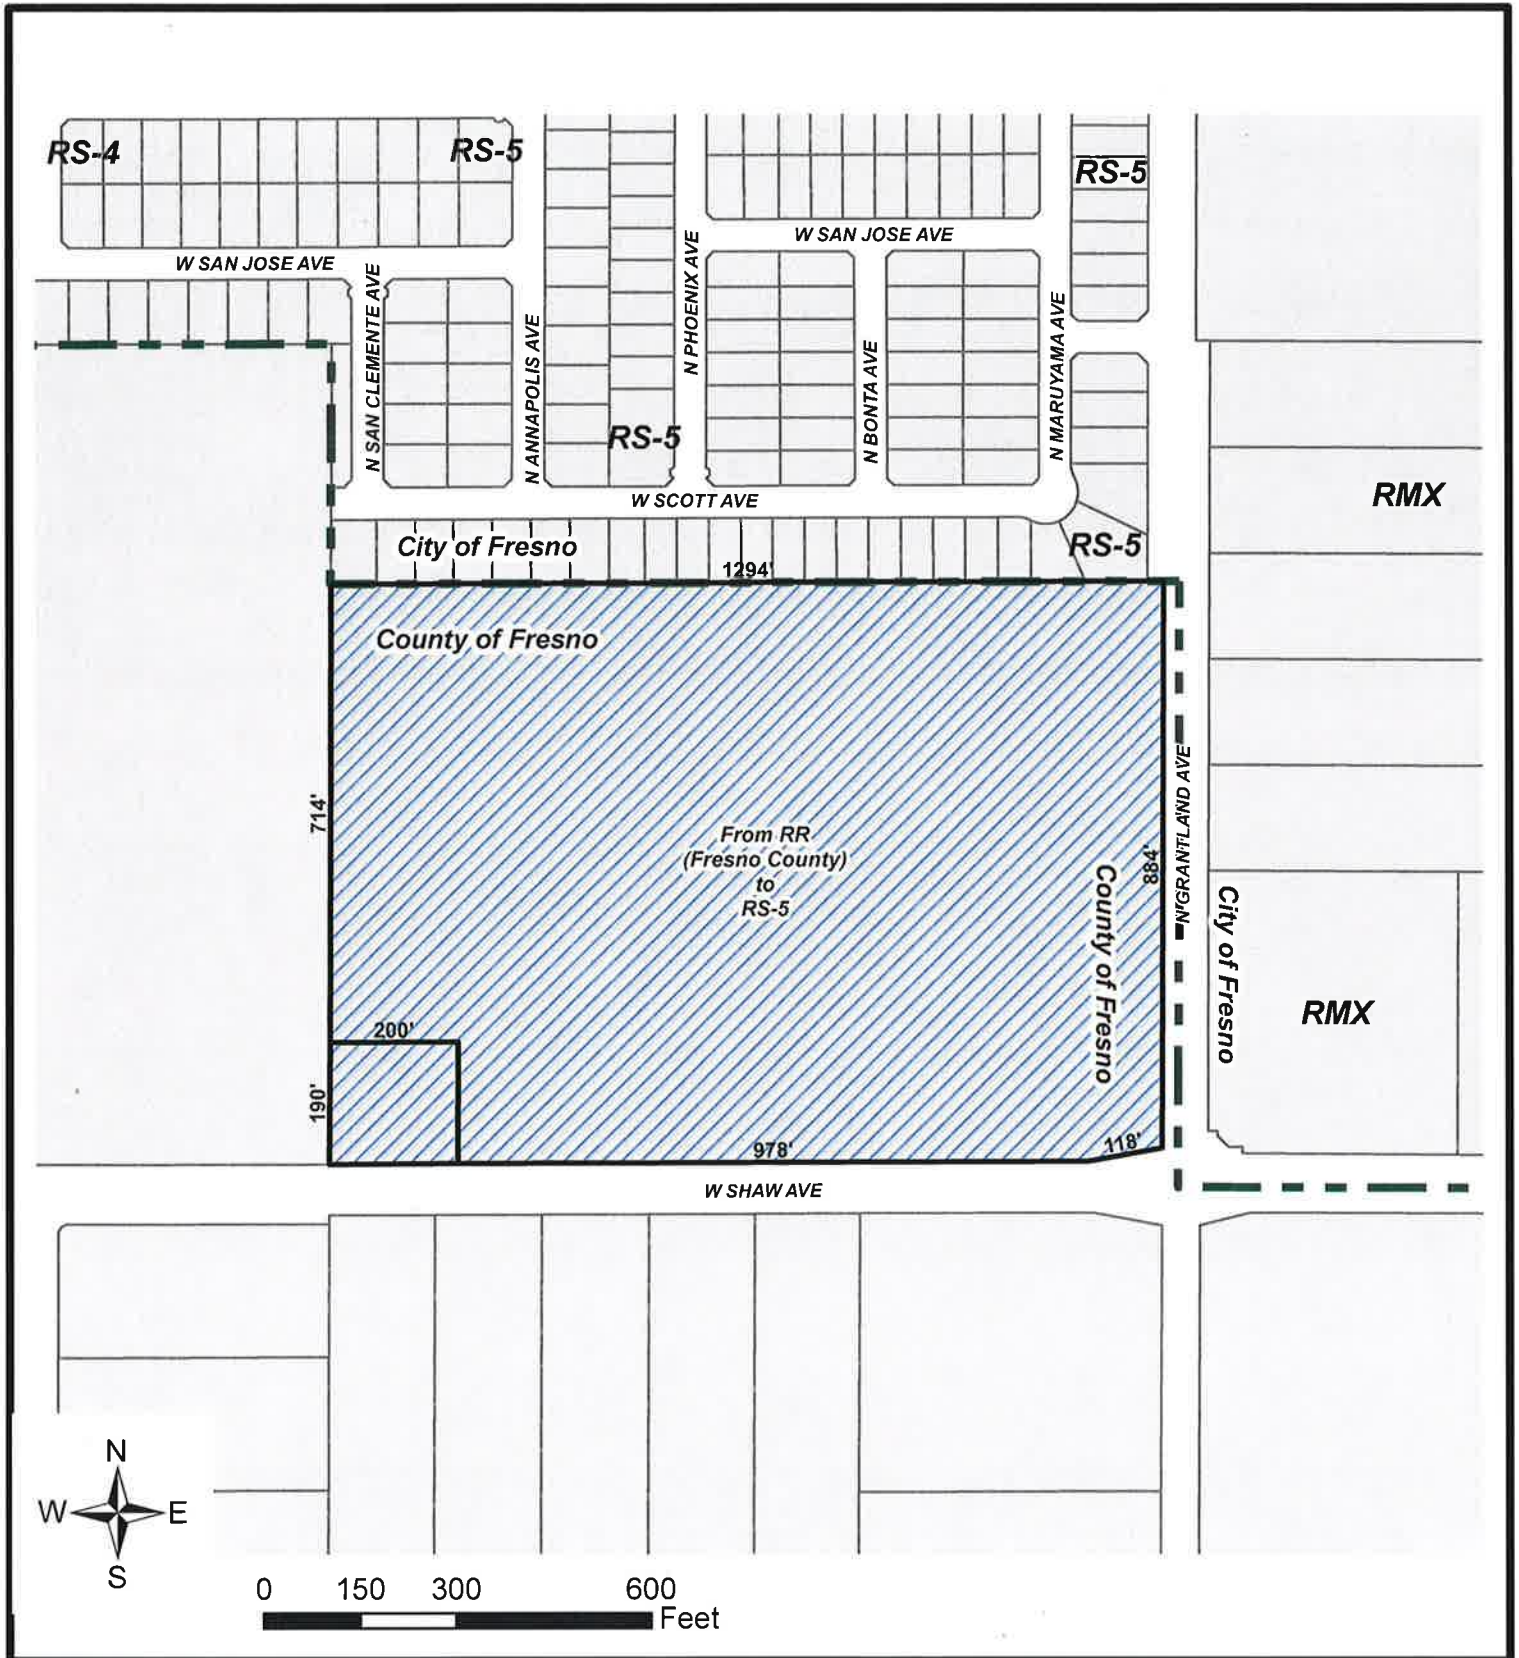 RS-4
RS-5
RS-5
W SAN JOSE AVE
W SAN JOSE AVE
N SAN CLEMENTE AVE
N ANNAPOLIS AVE
N PHOENIX AVE
N BONTA AVE
N MARUYAMA AVE
RS-5
RMX
W SCOTT AVE
City of Fresno
RS-5
1294'
County of Fresno
714'
From RR
(Fresno County)
to
RS-5
884'
N GRANTLAND AVE
County of Fresno
City of Fresno
RMX
200'
190'
978'
118'
W SHAW AVE
N
W E
S
0 150 300 600
Feet